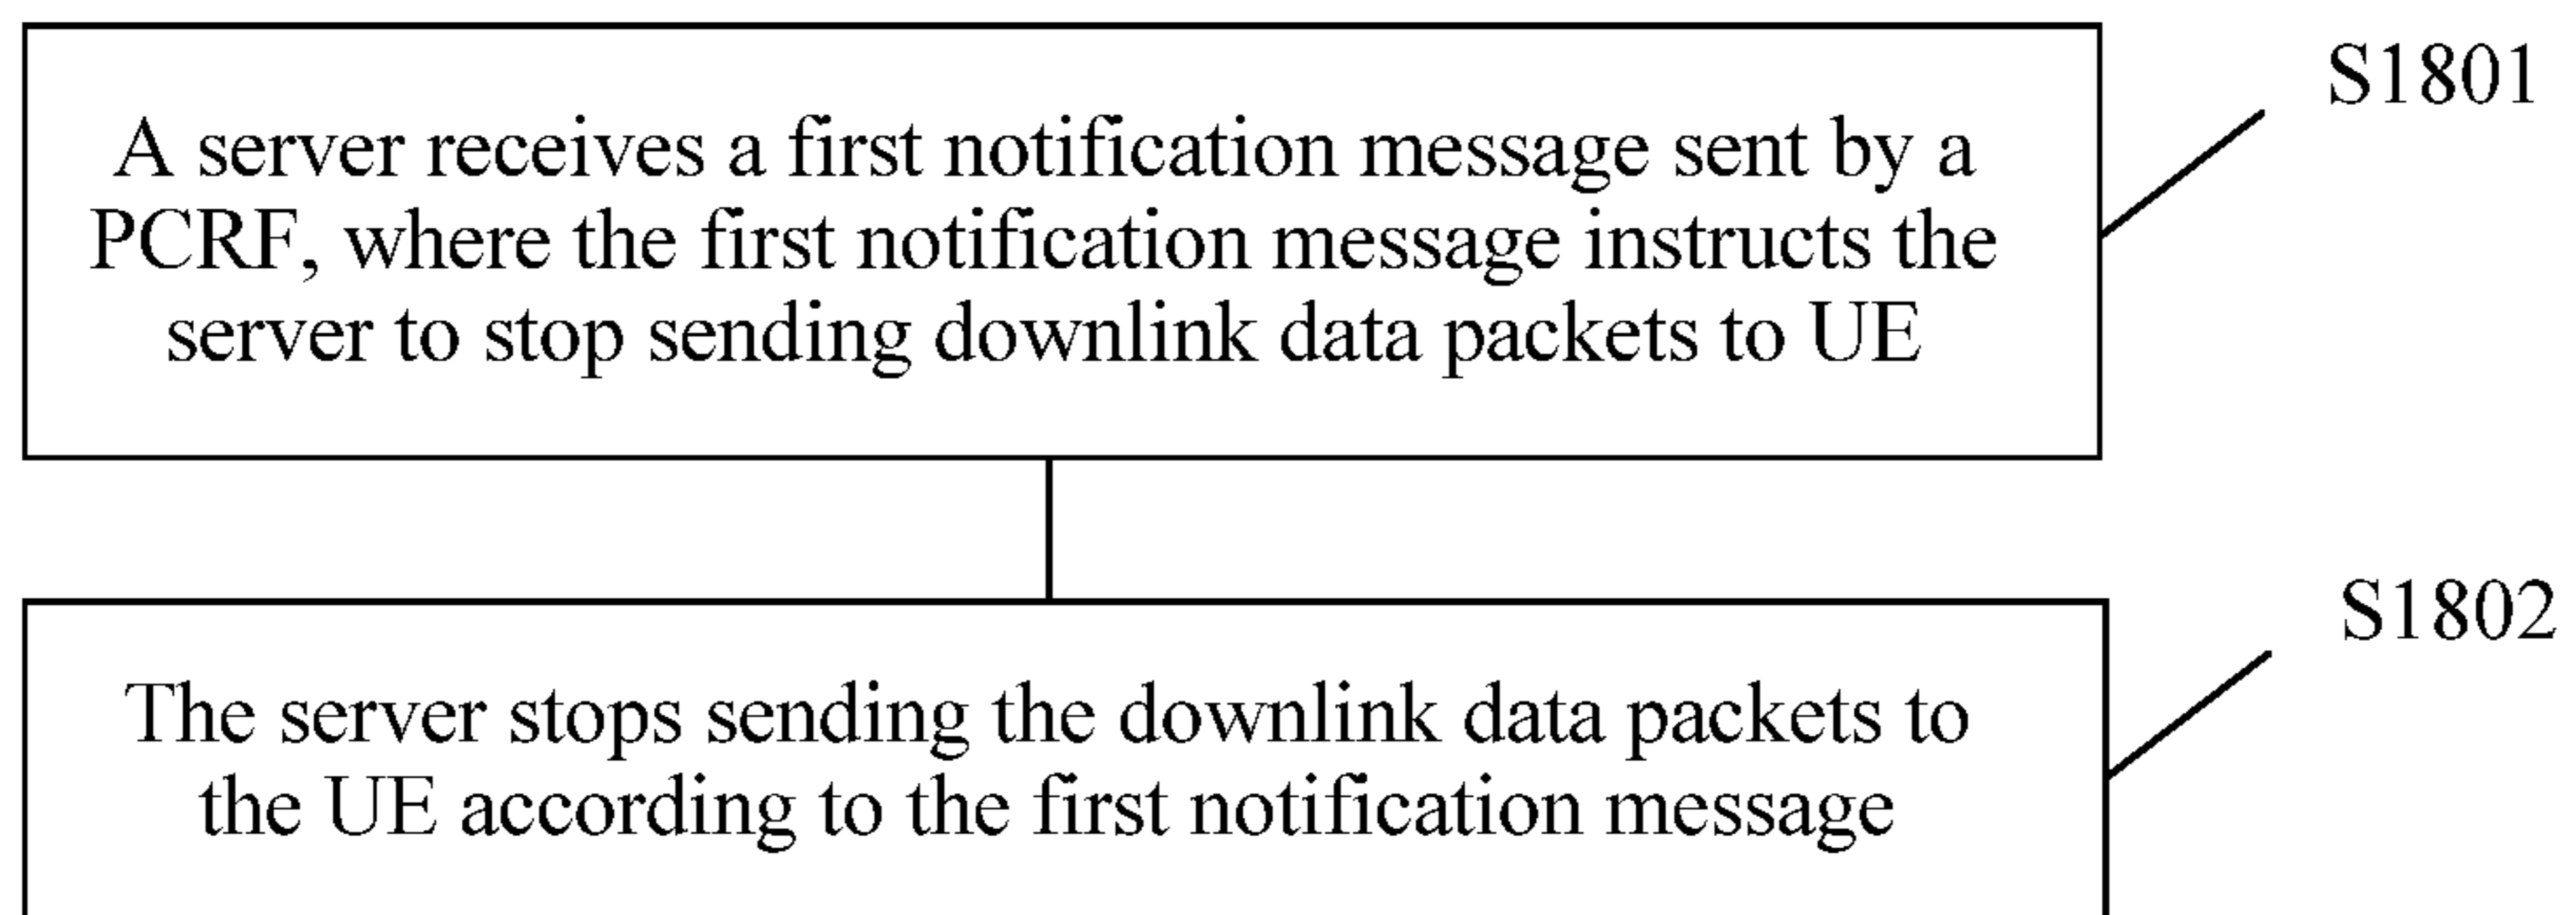 A server receives a first notification message sent by a
PCRF, where the first notification message instructs the
server to stop sending downlink data packets to UE
S1801
The server stops sending the downlink data packets to
the UE according to the first notification message
S1802